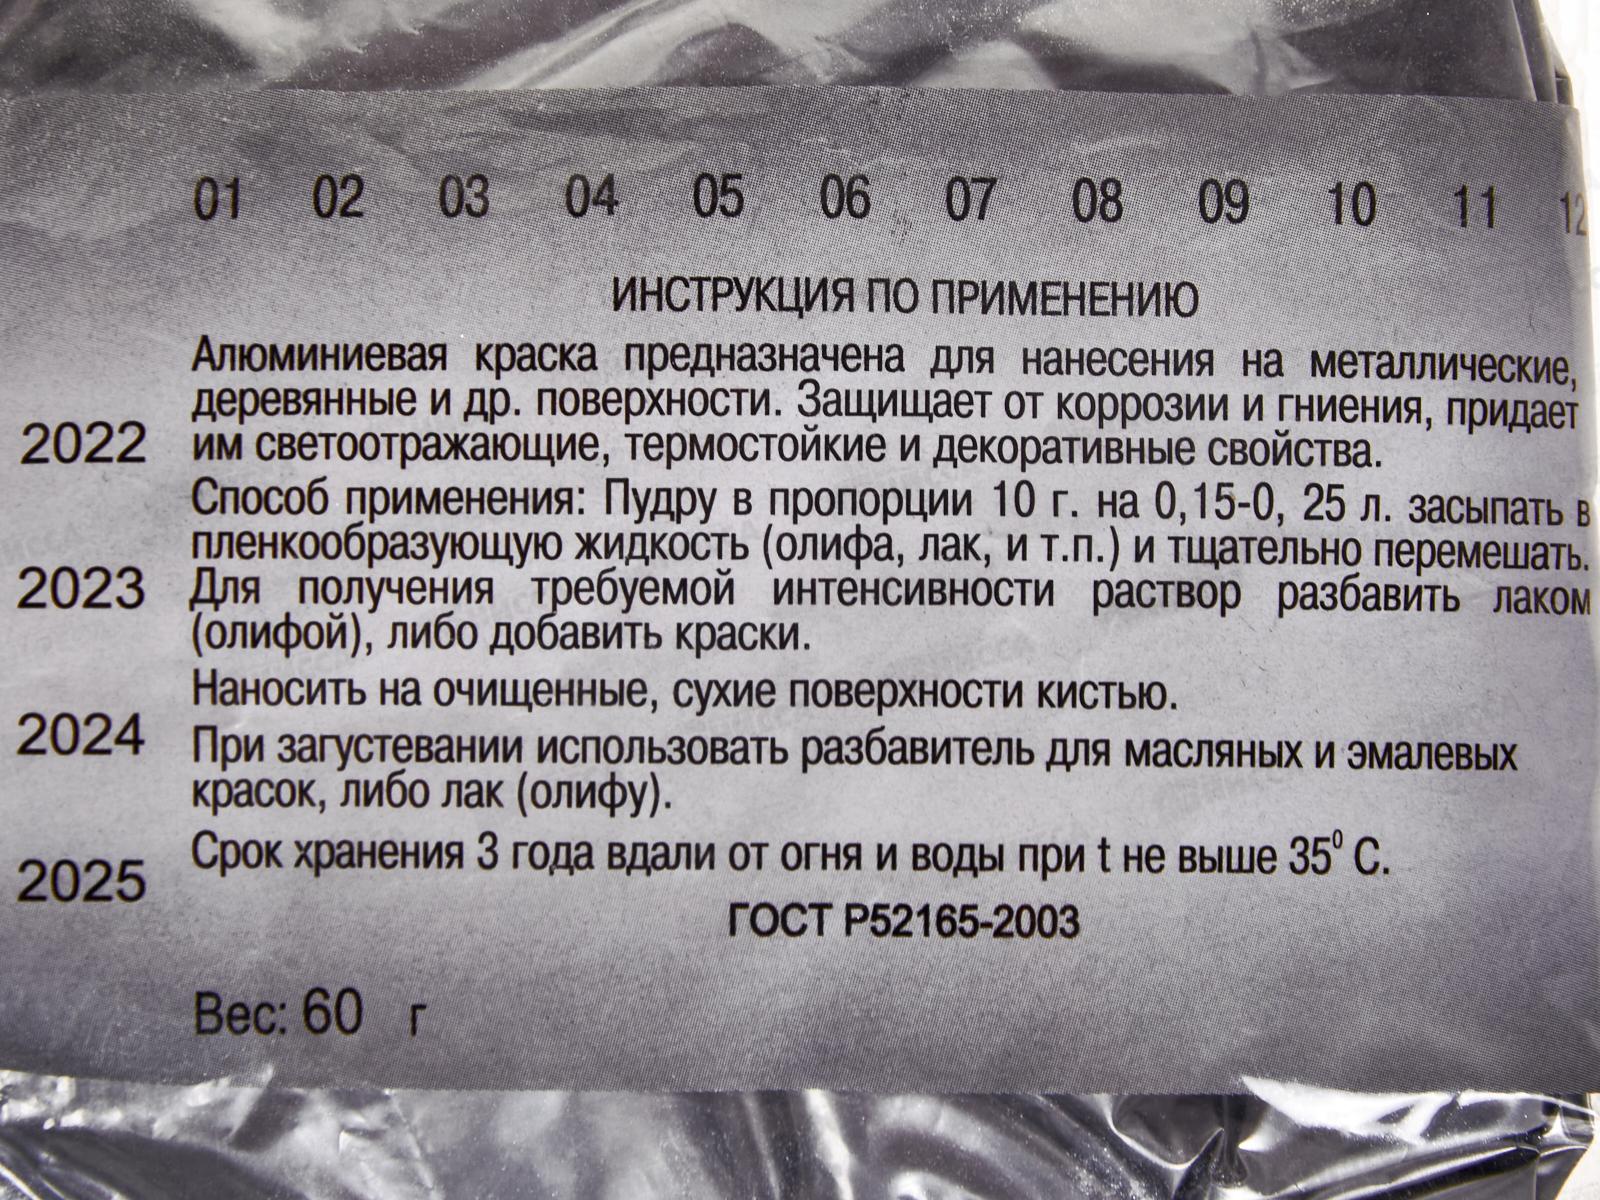 01 02 03 04 05 06 07 08 09 10 11 12
ИНСТРУКЦИЯ ПО ПРИМЕНЕНИЮ
Алюминиевая краска предназначена для нанесения на металлические,
деревянные и др. поверхности. Защищает от коррозии и гниения, придает
2022
им светоотражающие, термостойкие и декоративные свойства.
Способ применения: Пудру в пропорции 10 г. на 0,15-0, 25 л. засыпать в
пленкообразующую жидкость (олифа, лак, и т.п.) и тщательно перемешать.
2023
Для получения требуемой интенсивности раствор разбавить лаком
(олифой), либо добавить краски.
Наносить на очищенные, сухие поверхности кистью.
2024
При загустевании использовать разбавитель для масляных и эмалевых
красок, либо лак (олифу).
Срок хранения 3 года вдали от огня и воды при t не выше 35⁰ С.
2025
ГОСТ Р52165-2003
Вес: 60 г